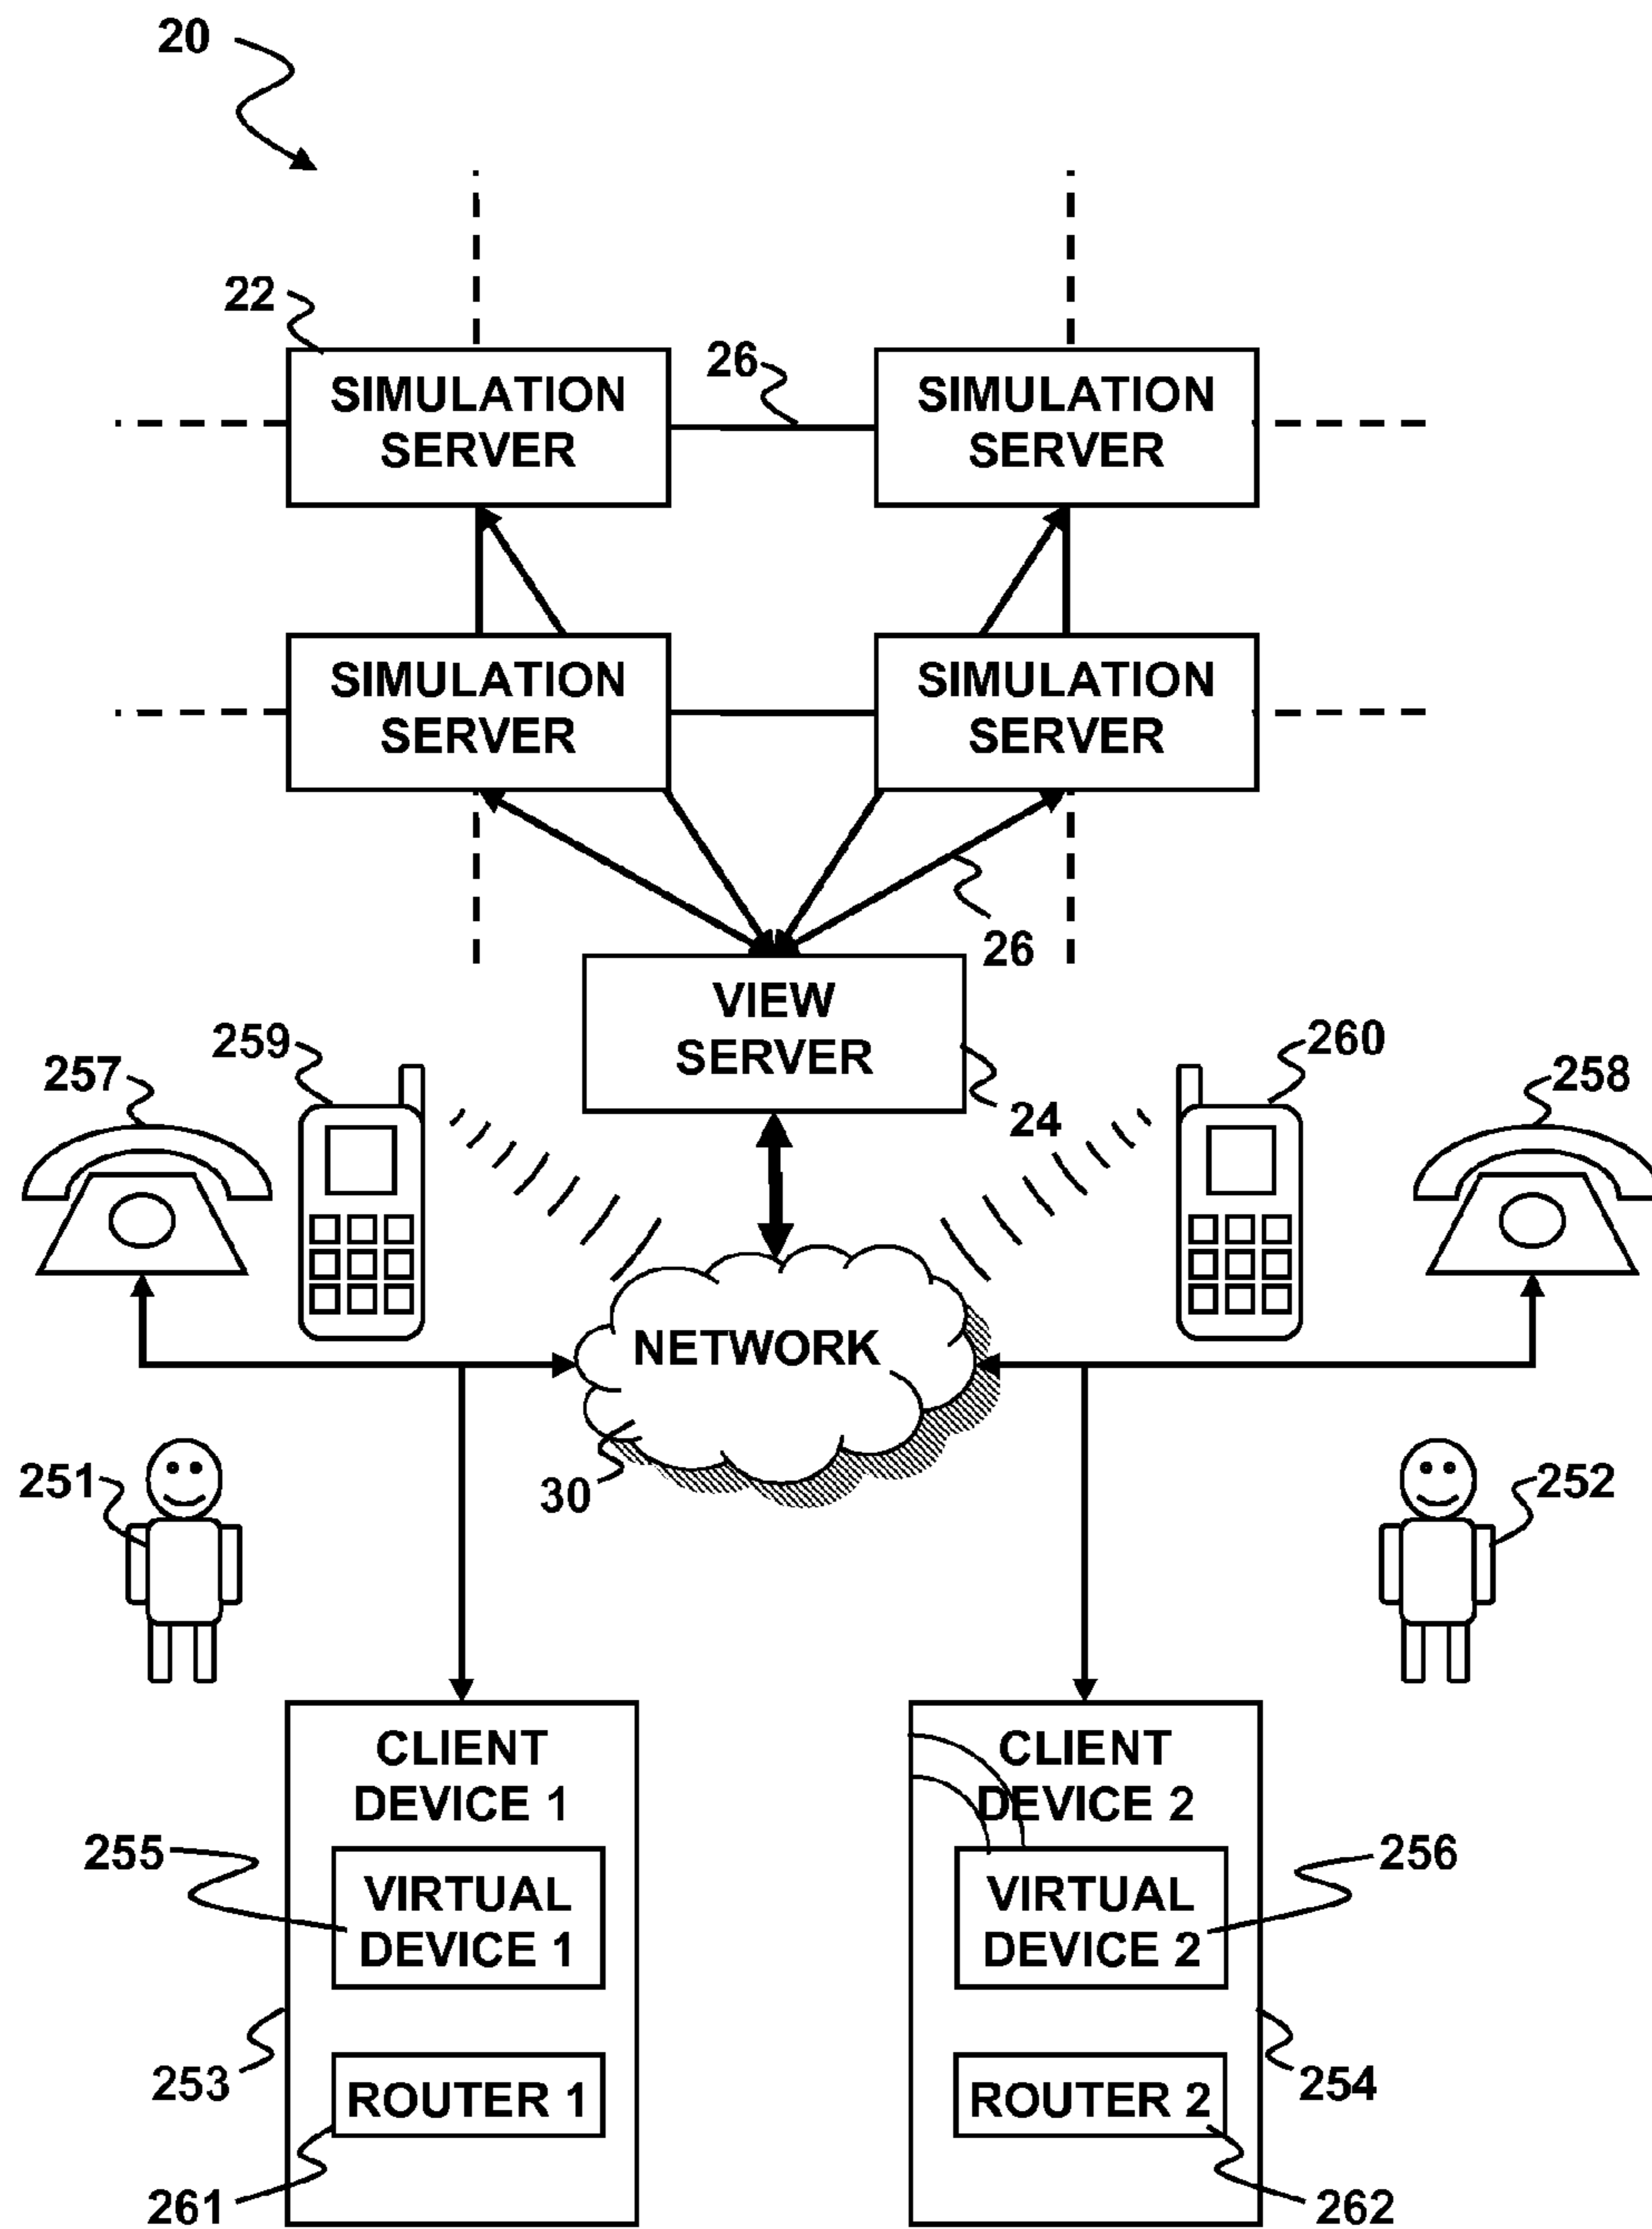 20
22
26
SIMULATION
SERVER
SIMULATION
SERVER
SIMULATION
SERVER
SIMULATION
SERVER
26
VIEW
SERVER
24
259
257
260
258
NETWORK
30
251
252
CLIENT
DEVICE 1
CLIENT
DEVICE 2
255
VIRTUAL
DEVICE 1
VIRTUAL
DEVICE 2
256
253
ROUTER 1
ROUTER 2
254
261
262